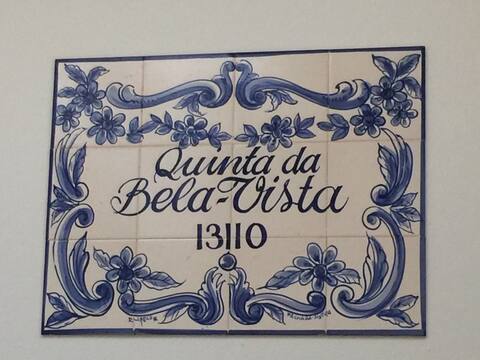 Quinta da
Bela-Vista
13110